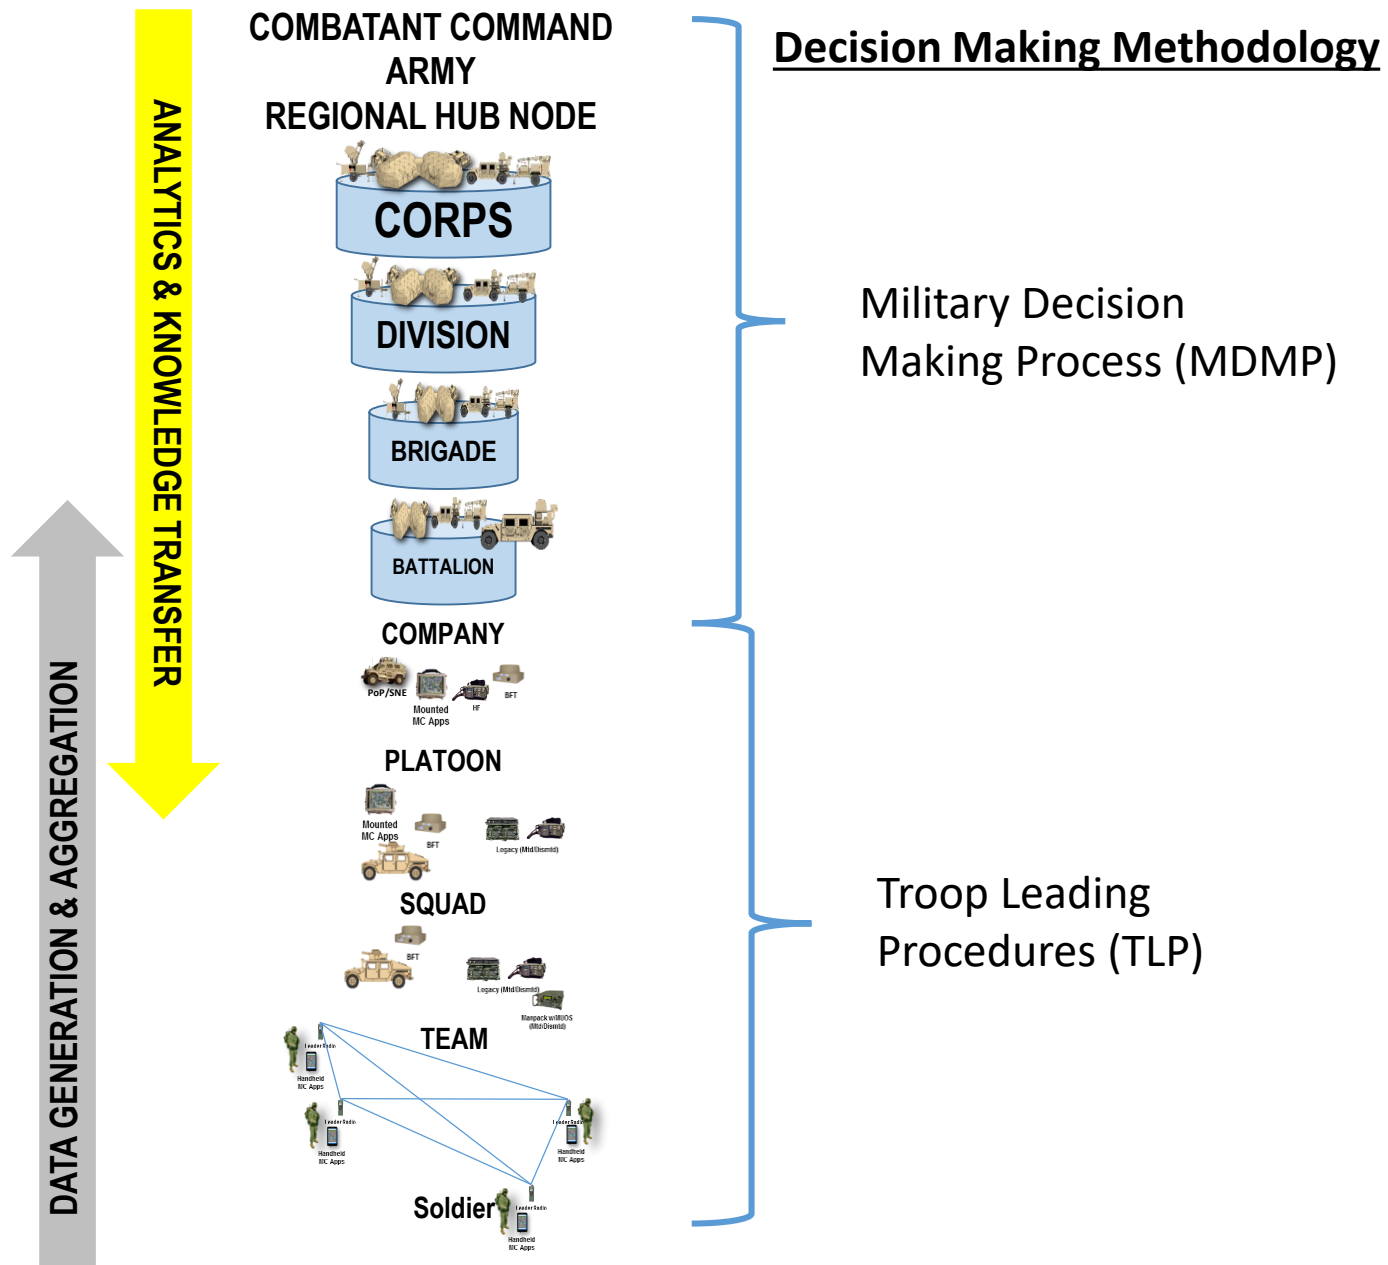 COMBATANT COMMAND
ARMY
REGIONAL HUB NODE
Decision Making Methodology
ANALYTICS & KNOWLEDGE TRANSFER
DATA GENERATION & AGGREGATION
CORPS
DIVISION
BRIGADE
BATTALION
Military Decision
Making Process (MDMP)
COMPANY
PoP/SNE
Mounted
MC Apps
HF
BFT
PLATOON
Mounted
MC Apps
BFT
Legacy (Mtd/Dismtd)
SQUAD
BFT
Legacy (Mtd/Dismtd)
Manpack w/MUOS
(Mtd/Dismtd)
Troop Leading
Procedures (TLP)
TEAM
Leader Radio
Handheld
MC Apps
Leader Radio
Handheld
MC Apps
Leader Radio
Handheld
MC Apps
Soldier
Leader Radio
Handheld
MC Apps